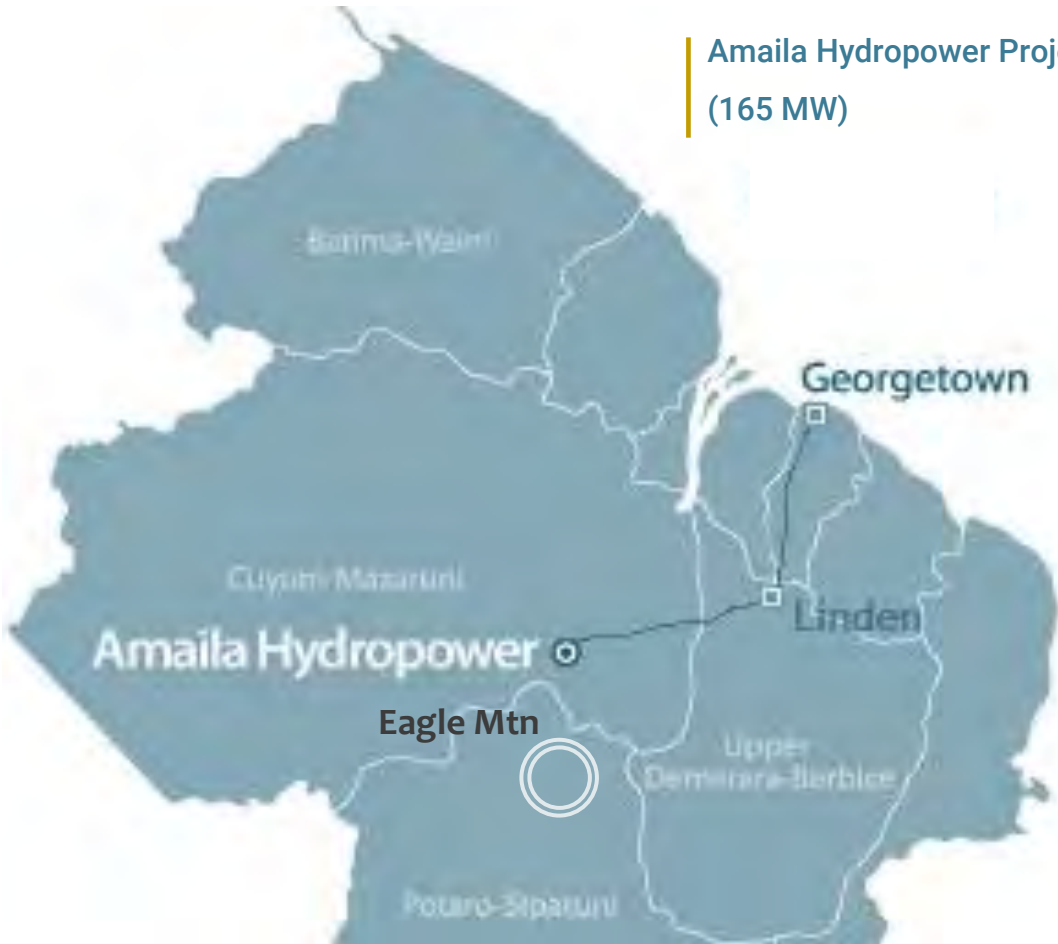 Amaila Hydropower Proj
(165 MW)
Barima-Waini
Georgetown
Cuyuni-Mazaruni
Linden
Amaila Hydropower
Eagle Mtn
Upper
Demerara-Berbice
Potaro-Siparuni